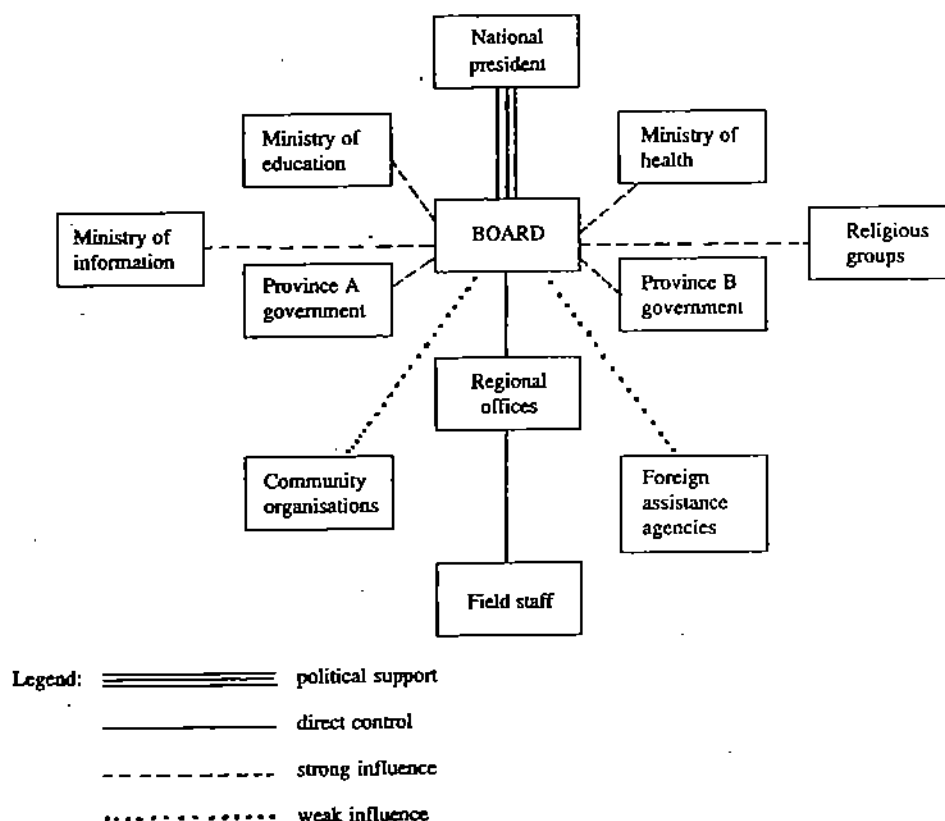 National
president
Ministry of
education
Ministry of
health
Ministry of
information
BOARD
Religious
groups
Province A
government
Province B
government
Regional
offices
Community
organisations
Foreign
assistance
agencies
Field staff
Legend:
political support
direct control
strong influence
weak influence